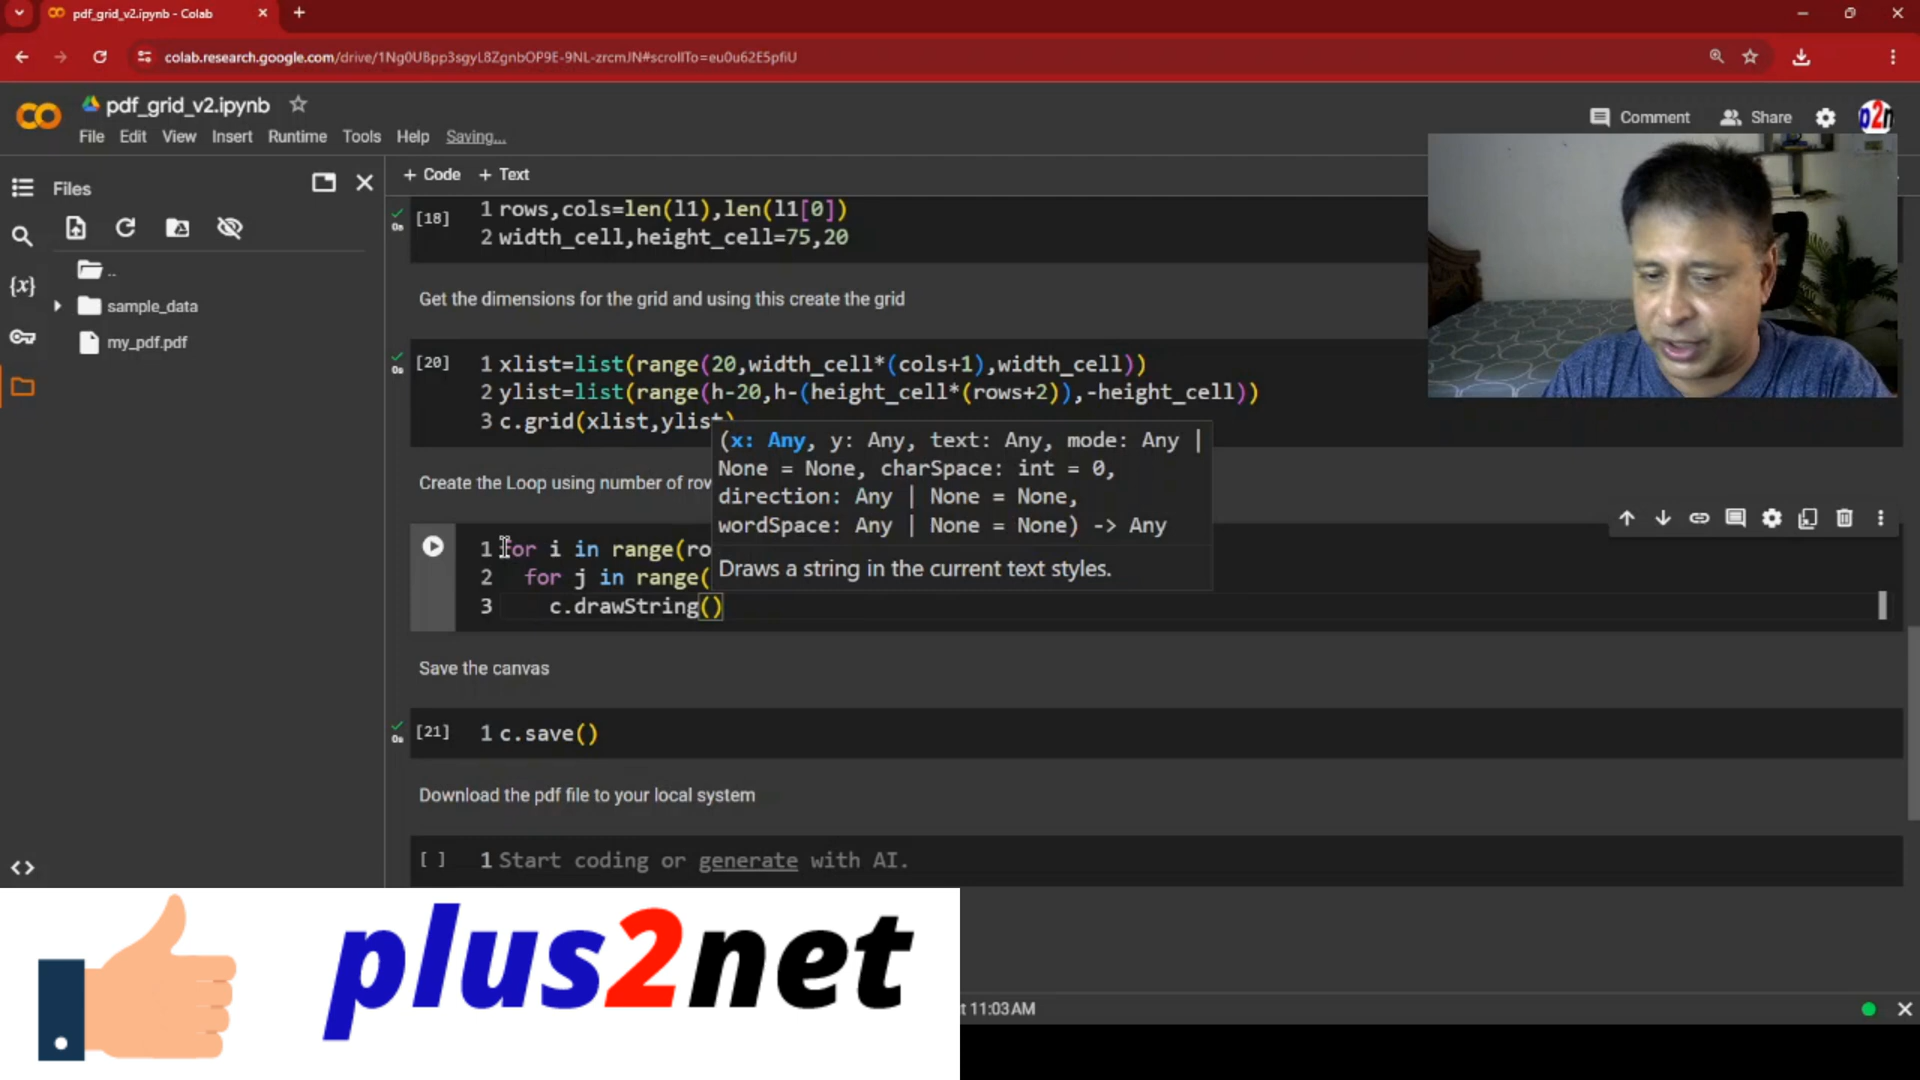 pdf_grid_v2.ipynb - Colab
colab.research.google.com/drive/1Ng0U8pp3sgyL8ZgnbOP9E-9NL-zrcmJN#scrollTo=eu0u62E5pfiU
pdf_grid_v2.ipynb
File Edit View Insert Runtime Tools Help Saving...
Comment Share
p2n
Files
+ Code + Text
..
sample_data
my_pdf.pdf
[18] 1 rows,cols=len(l1),len(l1[0])
0s 2 width_cell,height_cell=75,20
Get the dimensions for the grid and using this create the grid
[20] 1 xlist=list(range(20,width_cell*(cols+1),width_cell))
0s 2 ylist=list(range(h-20,h-(height_cell*(rows+2)),-height_cell))
3 c.grid(xlist,ylist)
(x: Any, y: Any, text: Any, mode: Any |
None = None, charSpace: int = 0,
direction: Any | None = None,
wordSpace: Any | None = None) -> Any
Draws a string in the current text styles.
Create the Loop using number of row
1 for i in range(ro
2 for j in range(
3 c.drawString()
Save the canvas
[21] 1 c.save()
0s
Download the pdf file to your local system
[ ] 1 Start coding or generate with AI.
plus2net
t 11:03 AM